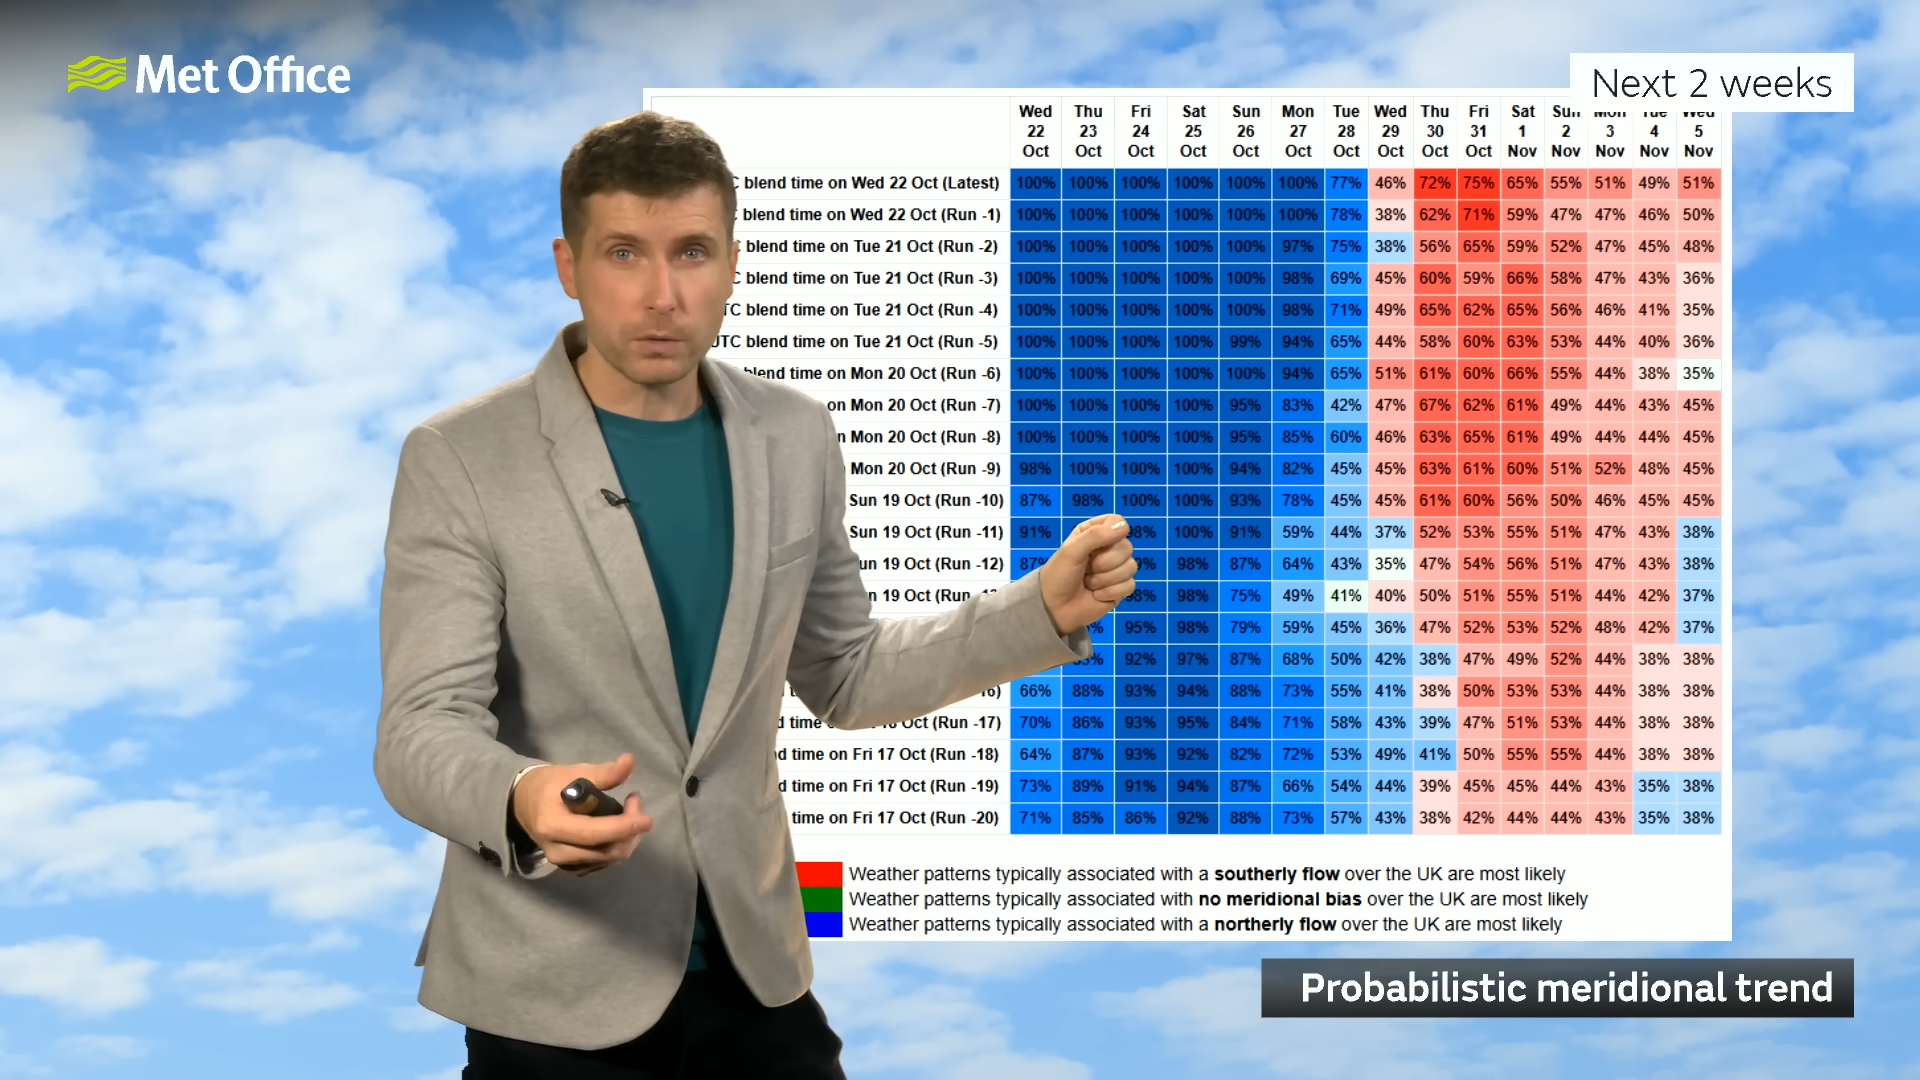 Met Office
Next 2 weeks
Wed Thu Fri Sat Sun Mon Tue Wed Thu Fri Sat Sun Mon Tue Wed
22 23 24 25 26 27 28 29 30 31 1 2 3 4 5
Oct Oct Oct Oct Oct Oct Oct Oct Oct Oct Nov Nov Nov Nov Nov
blend time on Wed 22 Oct (Latest) 100% 100% 100% 100% 100% 100% 77% 46% 72% 75% 65% 55% 51% 49% 51%
blend time on Wed 22 Oct (Run -1) 100% 100% 100% 100% 100% 100% 78% 38% 62% 71% 59% 47% 47% 46% 50%
blend time on Tue 21 Oct (Run -2) 100% 100% 100% 100% 100% 97% 75% 38% 56% 65% 59% 52% 47% 45% 48%
blend time on Tue 21 Oct (Run -3) 100% 100% 100% 100% 100% 98% 69% 45% 60% 59% 66% 58% 47% 43% 36%
blend time on Tue 21 Oct (Run -4) 100% 100% 100% 100% 100% 98% 71% 49% 65% 62% 65% 56% 46% 41% 35%
UTC blend time on Tue 21 Oct (Run -5) 100% 100% 100% 100% 99% 94% 65% 44% 58% 60% 63% 53% 44% 40% 36%
blend time on Mon 20 Oct (Run -6) 100% 100% 100% 100% 100% 94% 65% 51% 61% 60% 66% 55% 44% 38% 35%
on Mon 20 Oct (Run -7) 100% 100% 100% 100% 95% 83% 42% 47% 67% 62% 61% 49% 44% 43% 45%
Mon 20 Oct (Run -8) 100% 100% 100% 100% 95% 85% 60% 46% 63% 65% 61% 49% 44% 44% 45%
Mon 20 Oct (Run -9) 98% 100% 100% 100% 94% 82% 45% 45% 63% 61% 60% 51% 52% 48% 45%
Sun 19 Oct (Run -10) 87% 98% 100% 100% 93% 78% 45% 45% 61% 60% 56% 50% 46% 45% 45%
Sun 19 Oct (Run -11) 91% 98% 100% 91% 59% 44% 37% 52% 53% 55% 51% 47% 43% 38%
Sun 19 Oct (Run -12) 87% 98% 87% 64% 43% 35% 47% 54% 56% 51% 47% 43% 38%
19 Oct (Run 98% 98% 75% 49% 41% 40% 50% 51% 55% 51% 44% 42% 37%
95% 98% 79% 59% 45% 36% 47% 52% 53% 52% 48% 42% 37%
92% 97% 87% 68% 50% 42% 38% 47% 49% 52% 44% 38% 38%
66% 88% 93% 94% 88% 73% 55% 41% 38% 50% 53% 53% 44% 38% 38%
time Oct (Run -17) 70% 86% 93% 95% 84% 71% 58% 43% 39% 47% 51% 53% 44% 38% 38%
time on Fri 17 Oct (Run -18) 64% 87% 93% 92% 82% 72% 53% 49% 41% 50% 55% 55% 44% 38% 38%
time on Fri 17 Oct (Run -19) 73% 89% 91% 94% 87% 66% 54% 44% 39% 45% 45% 44% 43% 35% 38%
time on Fri 17 Oct (Run -20) 71% 85% 86% 92% 88% 73% 57% 43% 38% 42% 44% 44% 43% 35% 38%
Weather patterns typically associated with a southerly flow over the UK are most likely
Weather patterns typically associated with no meridional bias over the UK are most likely
Weather patterns typically associated with a northerly flow over the UK are most likely
Probabilistic meridional trend